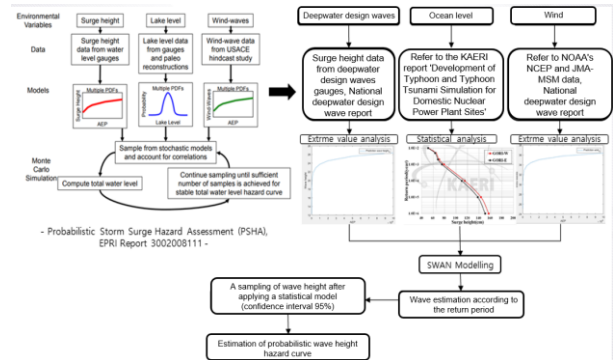 Environmental
Variables
Surge height
Lake level
Wind-waves
Data
Surge height
data from water
level gauges
Lake level data
from gauges
and paleo
reconstructions
Wind-wave data
from USACE
hindcast study
Models
Multiple PDFs
Surge Height
AEP
Multiple PDFs
Probability
Lake Level
Multiple PDFs
Wind-Waves
AEP
Monte
Carlo
Simulation
Sample from stochastic models
and account for correlations
Compute total water level
Continue sampling until sufficient
number of samples is achieved for
stable total water level hazard curve
- Probabilistic Storm Surge Hazard Assessment (PSHA),
EPRI Report 3002008111 -
Deepwater design waves
Ocean level
Wind
Surge height data
from deepwater
design waves
gauges, National
deepwater design
wave report
Refer to the KAERI
report 'Development of
Typhoon and Typhoon
Tsunami Simulation for
Domestic Nuclear
Power Plant Sites'
Refer to NOAA's
NCEP and JMA-
MSM data,
National
deepwater design
wave report
Extrme value analysis
Statistical analysis
Extrme value analysis
KAERI
SWAN Modelling
Wave estimation according to
the return period
A sampling of wave height after
applying a statistical model
(confidence interval 95%)
Estimation of probabilistic wave height
hazard curve